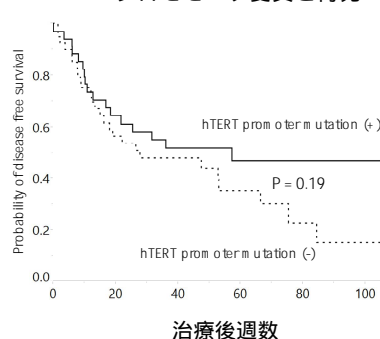 Probability of disease free survival
0.8
0.6
0.4
0.2
0.0
hTERT promoter mutation (+)
P = 0.19
hTERT promoter mutation (-)
0 20 40 60 80 100
治療後週数